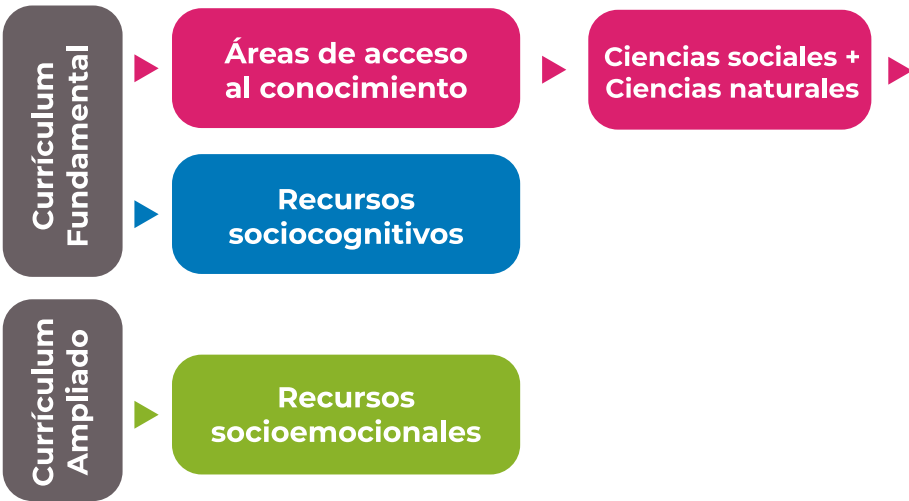 Currículum
Fundamental
Áreas de acceso
al conocimiento
Ciencias sociales +
Ciencias naturales
Recursos
sociocognitivos
Currículum
Ampliado
Recursos
socioemocionales